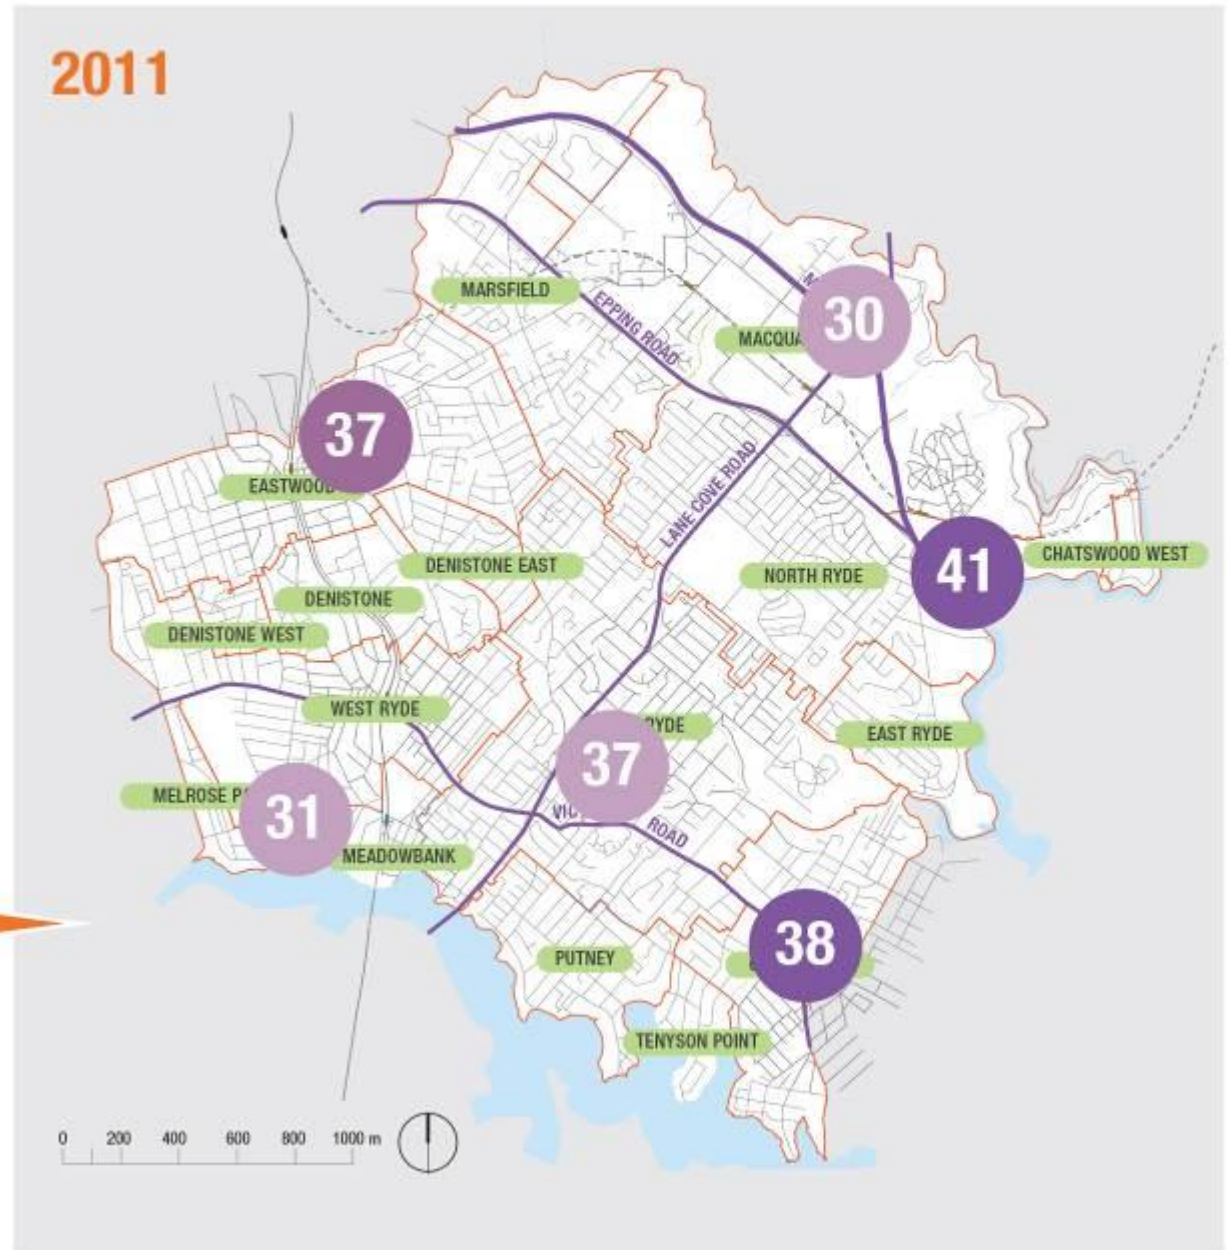 2011
MARSFIELD
EPPING ROAD
30
MACQUA
37
EASTWOOD
LANE COVE ROAD
41
CHATSWOOD WEST
DENISTONE EAST
NORTH RYDE
DENISTONE
DENISTONE WEST
WEST RYDE
RYDE
EAST RYDE
37
MELROSE P
31
VIC ROAD
MEADOWBANK
38
PUTNEY
TENYSON POINT
0 200 400 600 800 1000 m